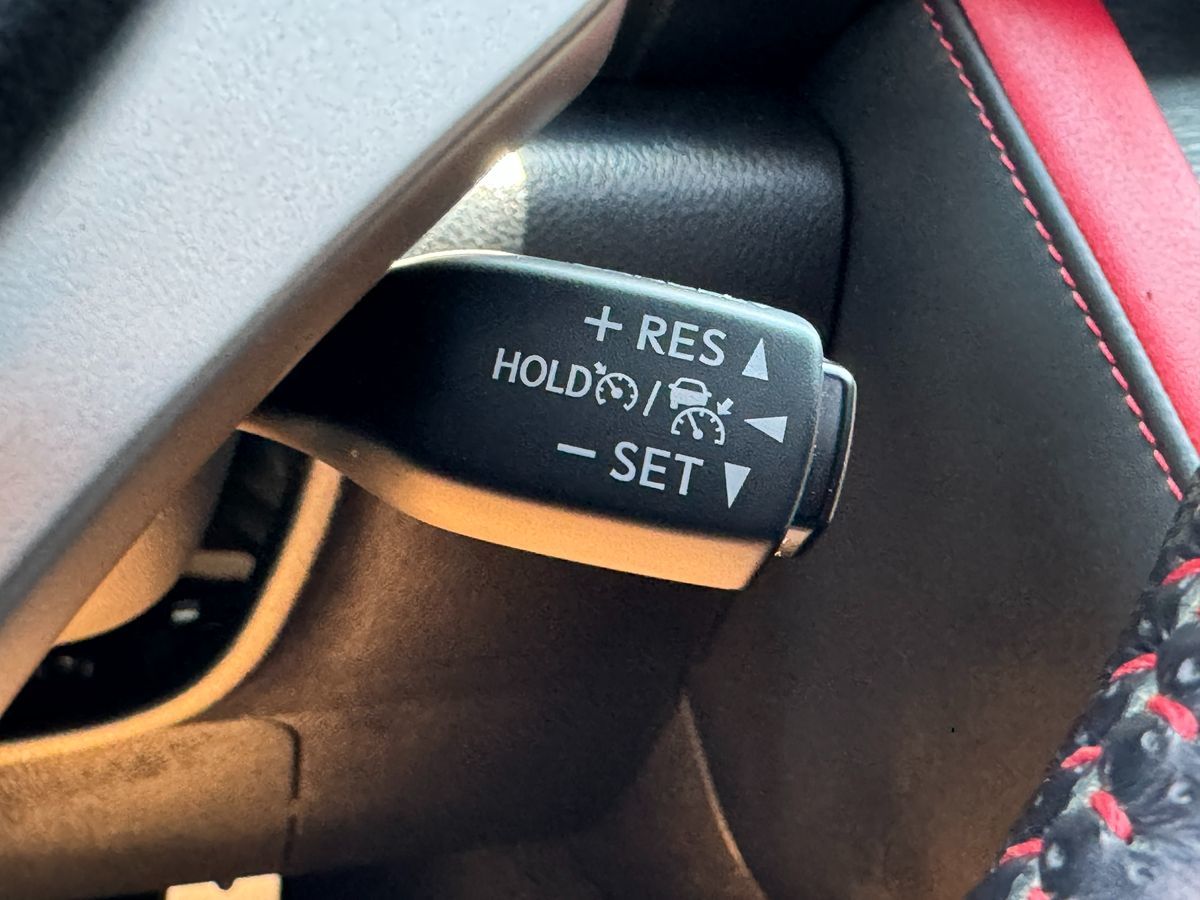 + RES ▲
HOLD / ◀
− SET ▼